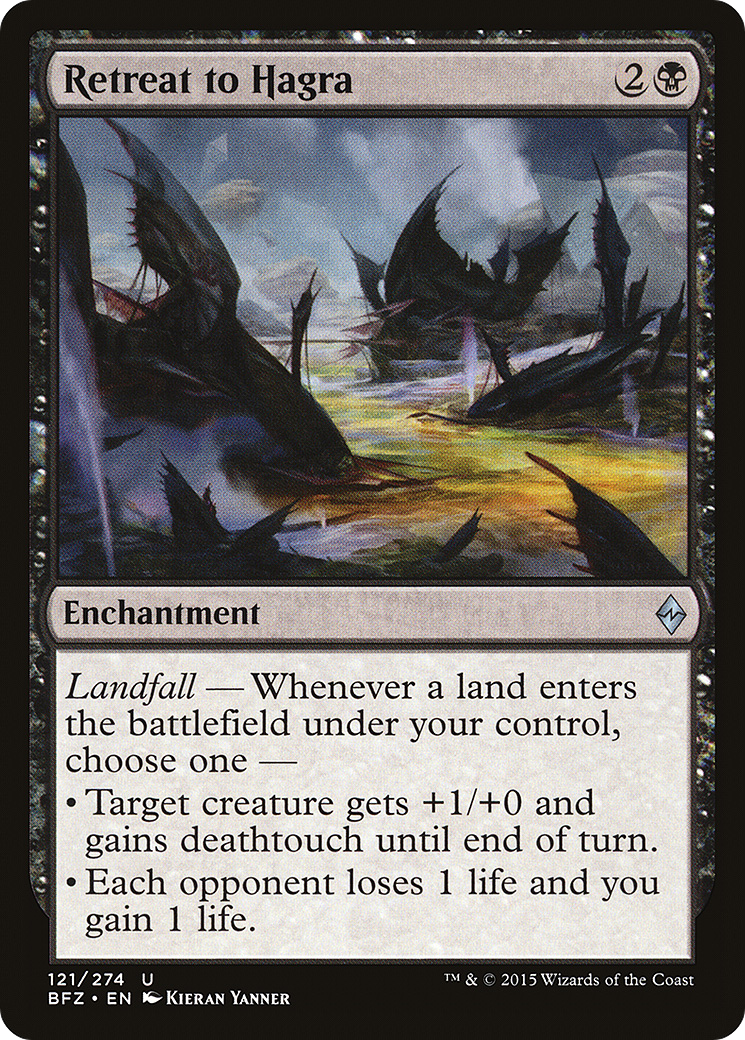 Retreat to Hagra 2
Enchantment
Landfall — Whenever a land enters
the battlefield under your control,
choose one —
• Target creature gets +1/+0 and
gains deathtouch until end of turn.
• Each opponent loses 1 life and you
gain 1 life.
121/274 U
BFZ • EN Kieran Yanner
™ & © 2015 Wizards of the Coast